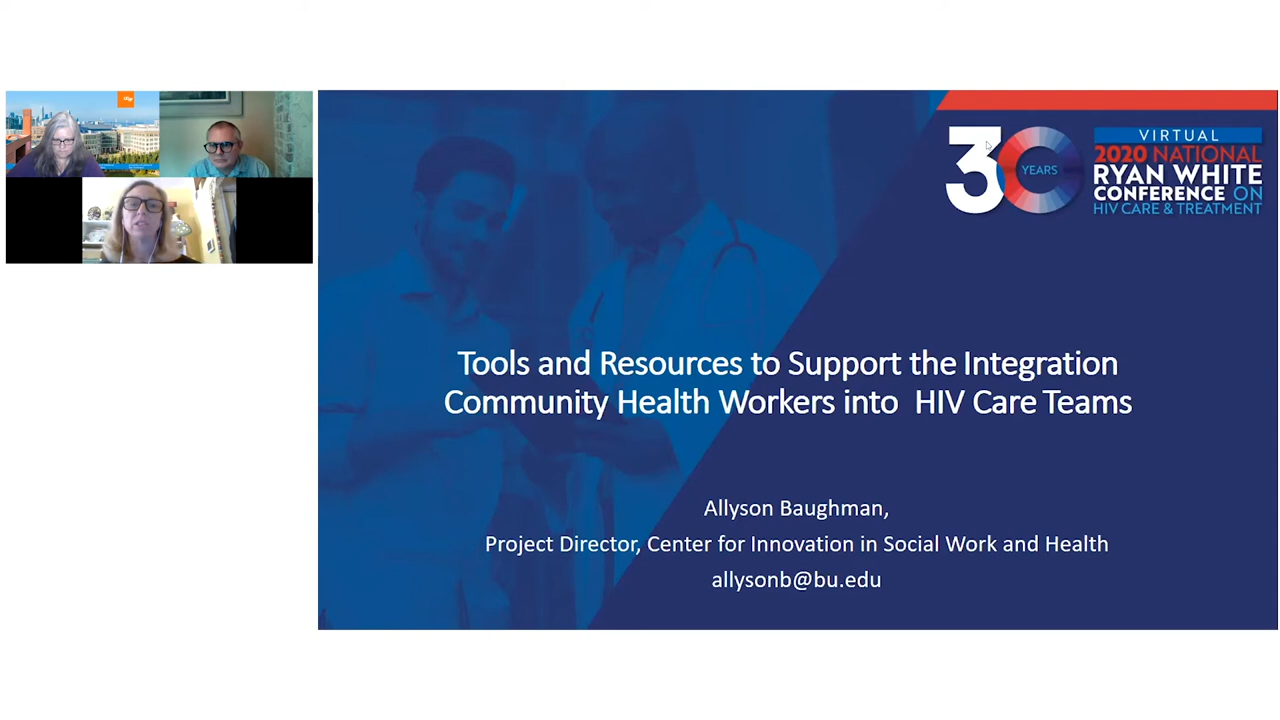 30
YEARS
VIRTUAL
2020 NATIONAL
RYAN WHITE
CONFERENCE ON
HIV CARE & TREATMENT
Tools and Resources to Support the Integration
Community Health Workers into  HIV Care Teams
Allyson Baughman,
Project Director, Center for Innovation in Social Work and Health
allysonb@bu.edu